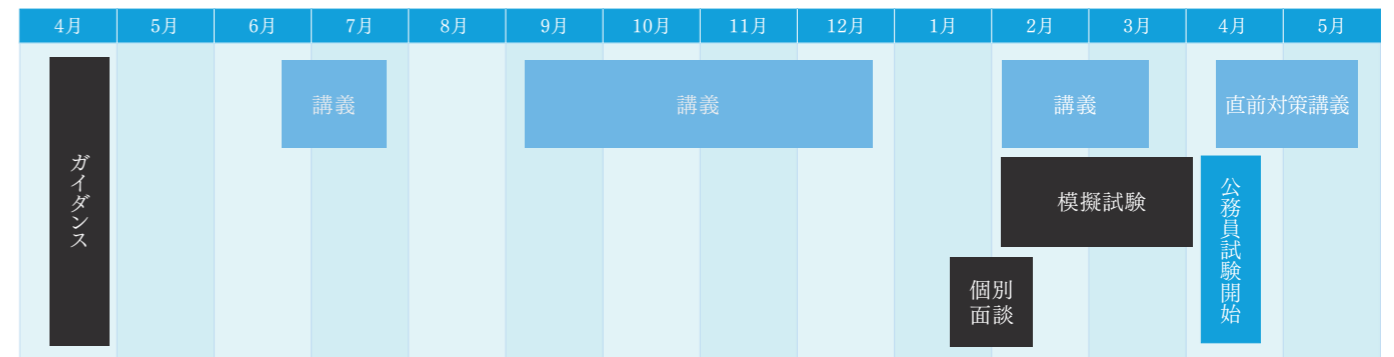 4月 5月 6月 7月 8月 9月 10月 11月 12月 1月 2月 3月 4月 5月
ガイダンス
講義
講義
講義
直前対策講義
模擬試験
公務員試験開始
個別
面談